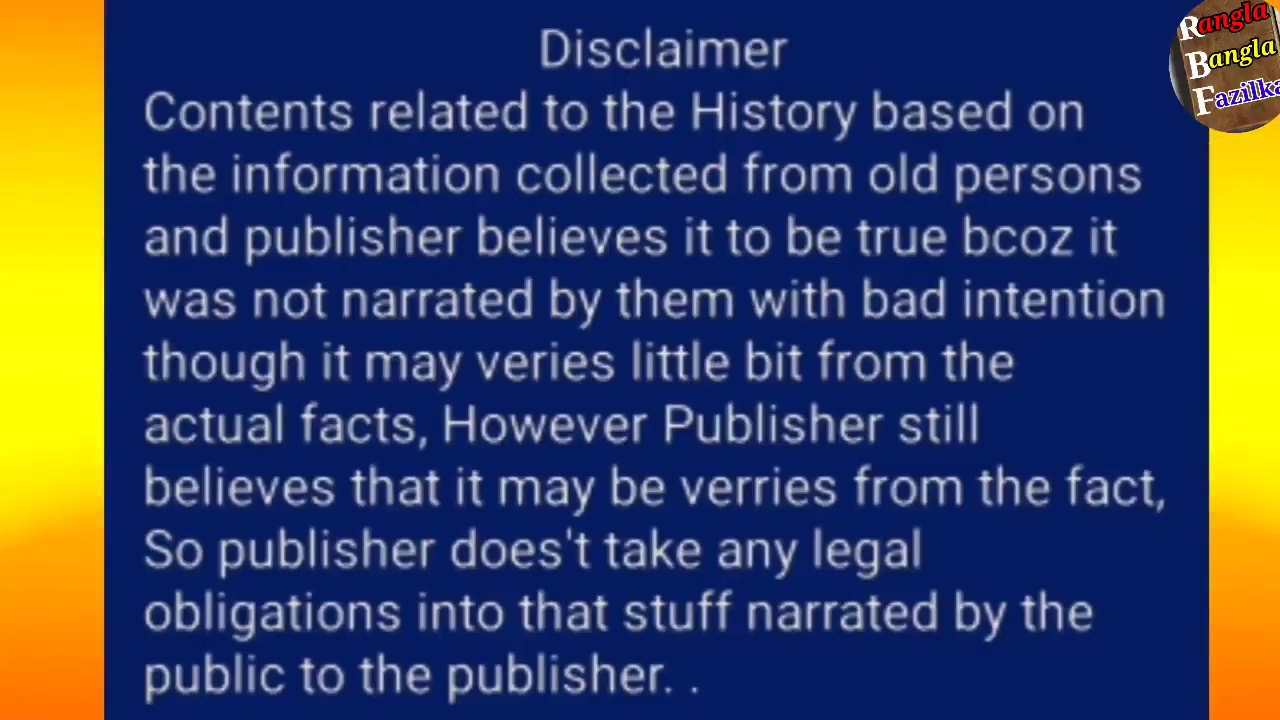 Disclaimer
Contents related to the History based on
the information collected from old persons
and publisher believes it to be true bcoz it
was not narrated by them with bad intention
though it may veries little bit from the
actual facts, However Publisher still
believes that it may be verries from the fact,
So publisher does't take any legal
obligations into that stuff narrated by the
public to the publisher. .
Rangla
Bangla
Fazilka